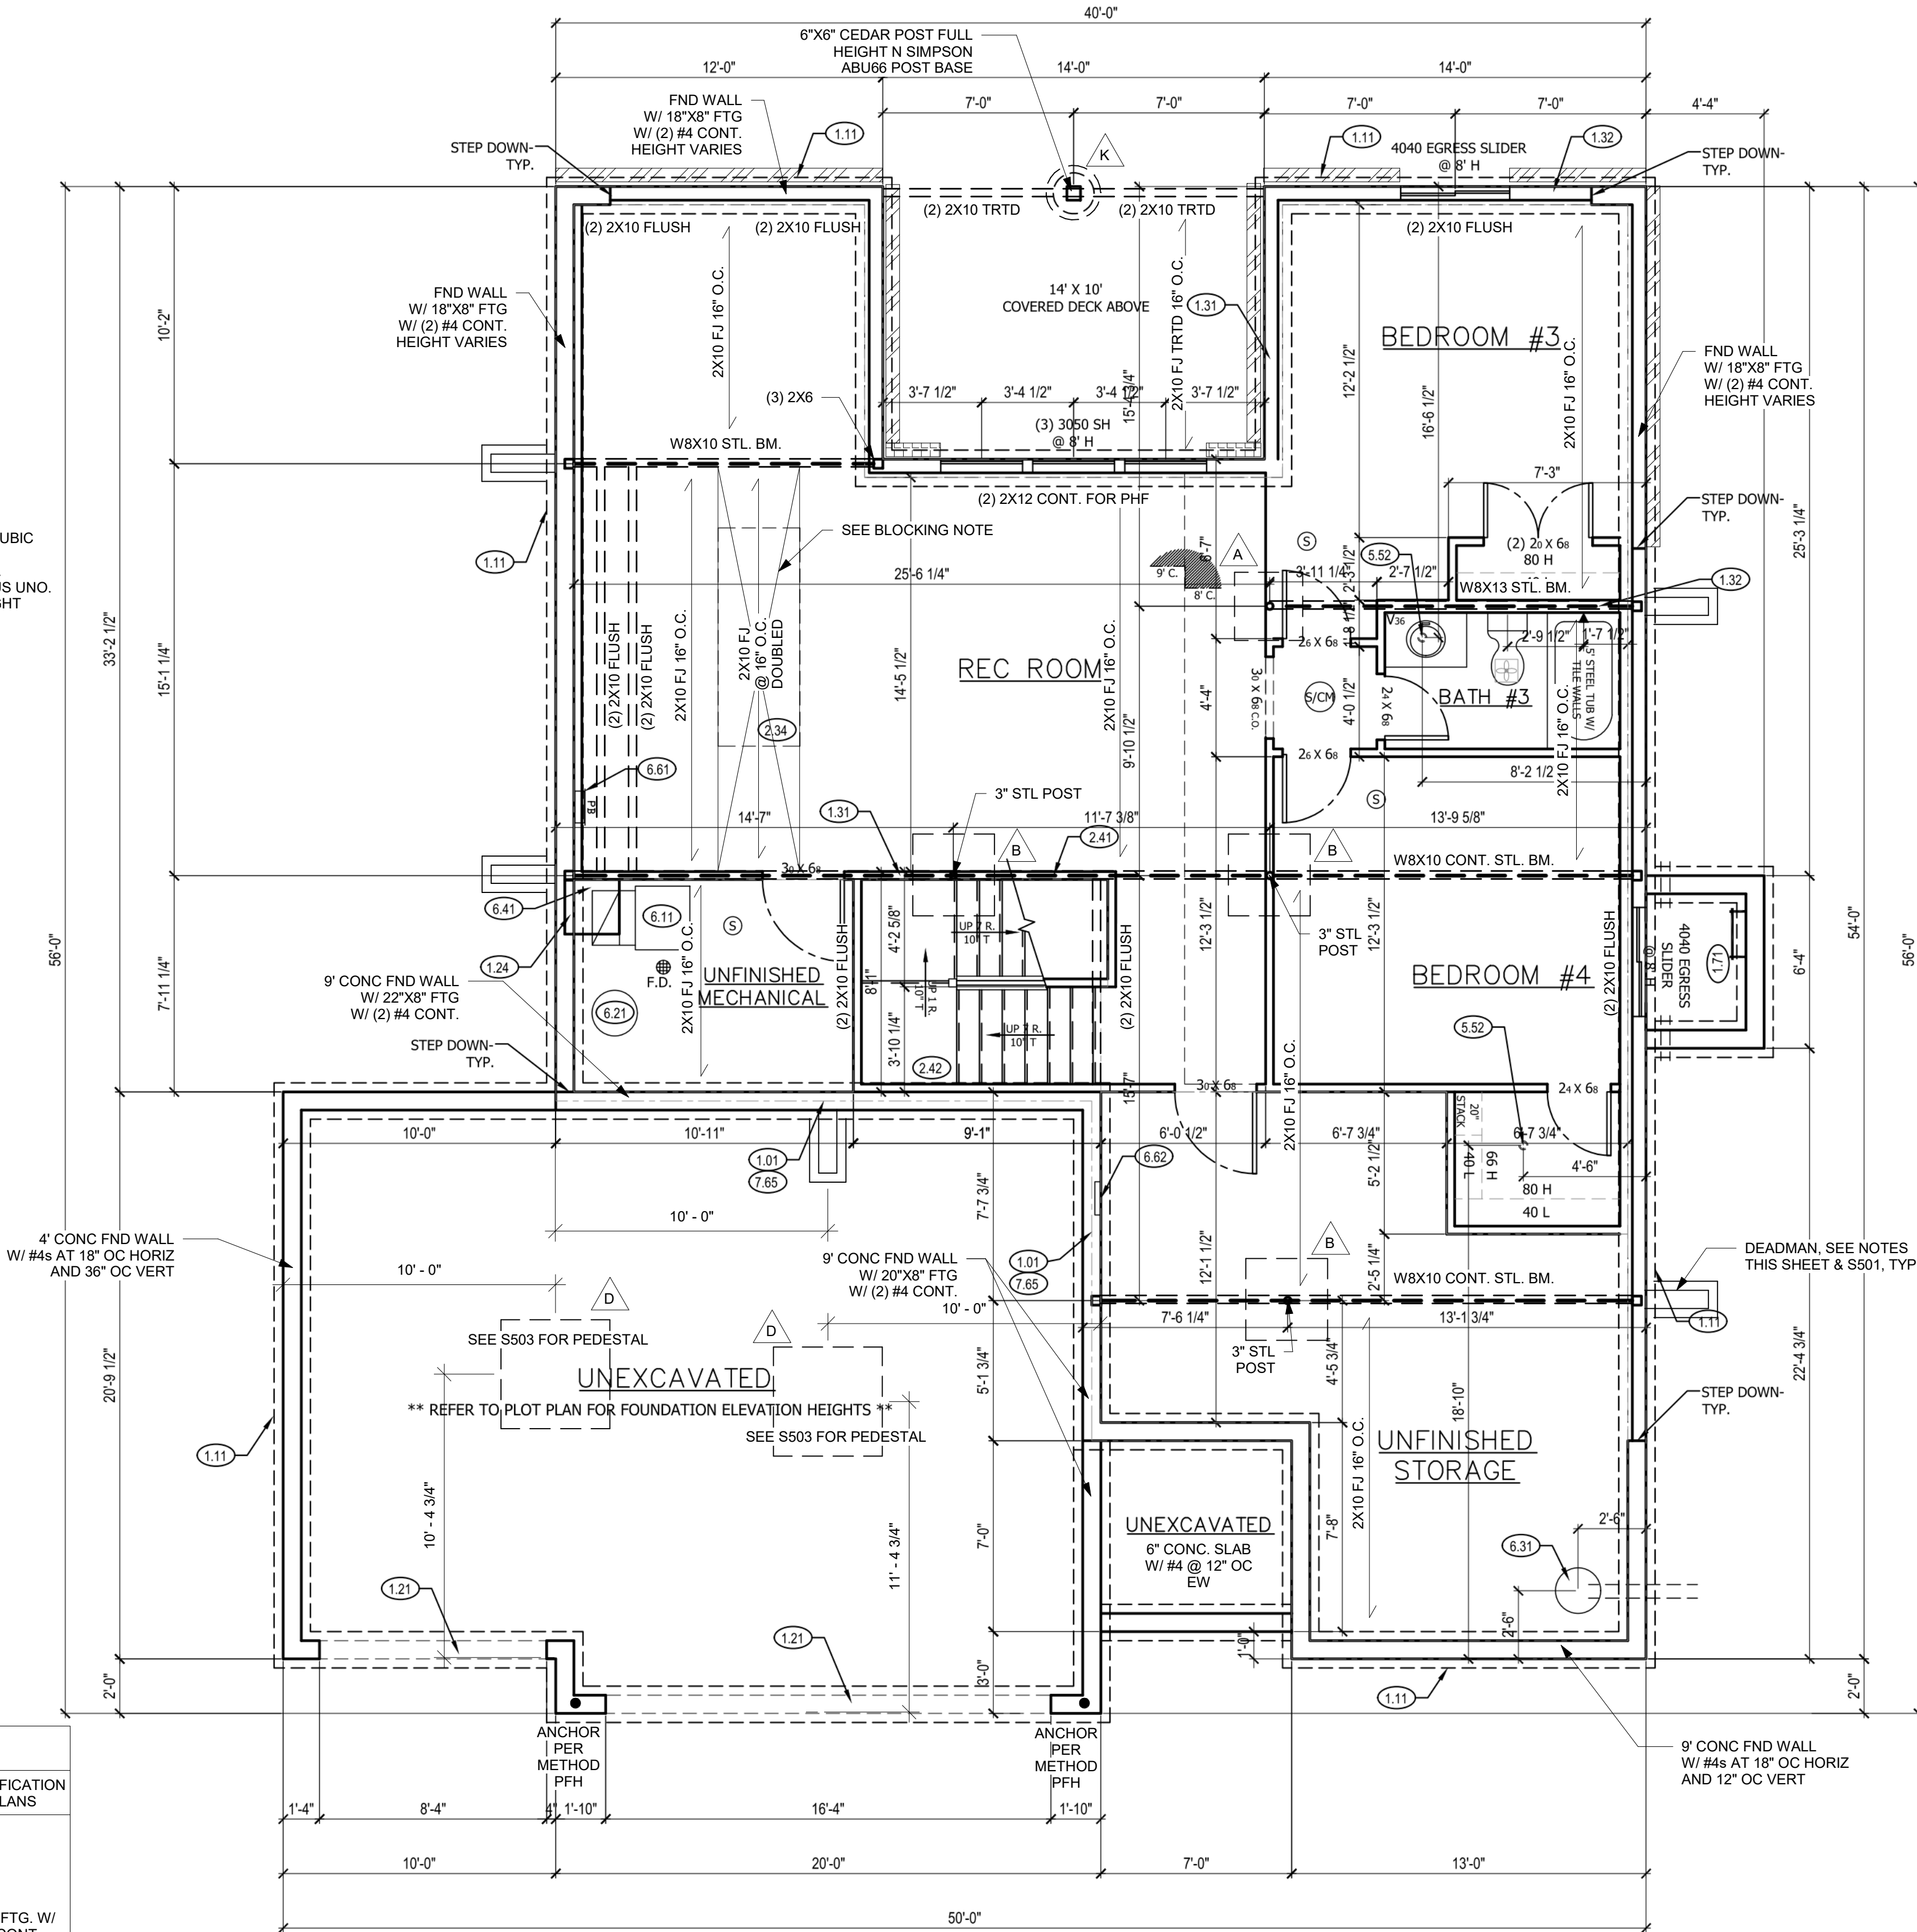 40'-0"
6"X6" CEDAR POST FULL
HEIGHT N SIMPSON
ABU66 POST BASE
12'-0"
14'-0"
14'-0"
FND WALL
W/ 18"X8" FTG
W/ (2) #4 CONT.
HEIGHT VARIES
7'-0"
7'-0"
7'-0"
7'-0"
4'-4"
1.11
K
1.11
4040 EGRESS SLIDER
@ 8' H
1.32
STEP DOWN-
TYP.
STEP DOWN-
TYP.
(2) 2X10 FLUSH
(2) 2X10 FLUSH
(2) 2X10 TRTD
(2) 2X10 TRTD
(2) 2X10 FLUSH
FND WALL
W/ 18"X8" FTG
W/ (2) #4 CONT.
HEIGHT VARIES
10'-2"
2X10 FJ 16" O.C.
14' X 10'
COVERED DECK ABOVE
2X10 FJ TRTD 16" O.C.
1.31
BEDROOM #3
12'-2 1/2"
16'-6 1/2"
2X10 FJ 16" O.C.
FND WALL
W/ 18"X8" FTG
W/ (2) #4 CONT.
HEIGHT VARIES
(3) 2X6
3'-7 1/2"
3'-4 1/2"
3'-4 1/2"
3'-7 1/2"
15'-4 3/4"
(3) 3050 SH
@ 8' H
W8X10 STL. BM.
(2) 2X12 CONT. FOR PHF
7'-3"
STEP DOWN-
TYP.
SEE BLOCKING NOTE
UBIC
US UNO.
GHT
1.11
25'-6 1/4"
9' C.
8' C.
A
S
5.52
(2) 20 X 68
80 H
3'-11 1/4"
2'-7 1/2"
2'-3 1/2"
W8X13 STL. BM.
1.32
25'-3 1/4"
33'-2 1/2"
15'-1 1/4"
(2) 2X10 FLUSH
(2) 2X10 FLUSH
2X10 FJ 16" O.C.
2X10 FJ
@ 16" O.C.
DOUBLED
14'-5 1/2"
REC ROOM
2X10 FJ 16" O.C.
9'-10 1/2"
4'-4"
30 X 68 C.O.
26 X 68
1'-8 1/2"
V36
2'-9 1/2"
1'-7 1/2"
S/CM
4'-0 1/2"
24 X 68
BATH #3
5' STEEL TUB W/
TILE WALLS
2X10 FJ 16" O.C.
2.34
26 X 68
8'-2 1/2
6.61
PB
S
14'-7"
1.31
3" STL POST
11'-7 3/8"
2.41
13'-9 5/8"
B
B
30 X 68
W8X10 CONT. STL. BM.
6.41
6.11
S
1.24
F.D.
UNFINISHED
MECHANICAL
2X10 FJ 16" O.C.
6.21
(2) 2X10 FLUSH
8'-1"
4'-2 5/8"
3'-10 1/4"
UP 7 R.
10" T
UP 1 R.
10" T
UP 7 R.
10" T
2.42
(2) 2X10 FLUSH
12'-3 1/2"
12'-3 1/2"
3" STL
POST
BEDROOM #4
(2) 2X10 FLUSH
4040 EGRESS
SLIDER
@ 8' H
1.71
6'-4"
54'-0"
56'-0"
56'-0"
7'-11 1/4"
9' CONC FND WALL
W/ 22"X8" FTG
W/ (2) #4 CONT.
STEP DOWN-
TYP.
5.52
15'-7"
30 X 68
24 X 68
2X10 FJ 16" O.C.
10'-0"
10'-11"
9'-1"
6'-0 1/2"
6'-7 3/4"
6'-7 3/4"
20"
STACK
40 L
66 H
4'-6"
80 H
40 L
5'-2 1/2"
1.01
7.65
6.62
7'-7 3/4"
10' - 0"
4' CONC FND WALL
W/ #4s AT 18" OC HORIZ
AND 36" OC VERT
10' - 0"
9' CONC FND WALL
W/ 20"X8" FTG
W/ (2) #4 CONT.
1.01
7.65
12'-1 1/2"
B
2'-5 1/4"
W8X10 CONT. STL. BM.
DEADMAN, SEE NOTES
THIS SHEET & S501, TYP
1.11
10' - 0"
7'-6 1/4"
13'-1 3/4"
D
D
SEE S503 FOR PEDESTAL
UNEXCAVATED
** REFER TO PLOT PLAN FOR FOUNDATION ELEVATION HEIGHTS **
SEE S503 FOR PEDESTAL
3" STL
POST
4'-5 3/4"
18'-10"
5'-1 3/4"
22'-4 3/4"
20'-9 1/2"
STEP DOWN-
TYP.
1.11
UNFINISHED
STORAGE
2X10 FJ 16" O.C.
10' - 4 3/4"
11' - 4 3/4"
7'-0"
UNEXCAVATED
6" CONC. SLAB
W/ #4 @ 12" OC
EW
7'-8"
2'-6"
6.31
2'-6"
1.21
1.21
1'-0"
3'-0"
2'-0"
2'-0"
1.11
ANCHOR
PER
METHOD
PFH
ANCHOR
PER
METHOD
PFH
9' CONC FND WALL
W/ #4s AT 18" OC HORIZ
AND 12" OC VERT
FICATION
LANS
1'-4"
8'-4"
4"
1'-10"
16'-4"
1'-10"
10'-0"
20'-0"
7'-0"
13'-0"
FTG. W/
50'-0"